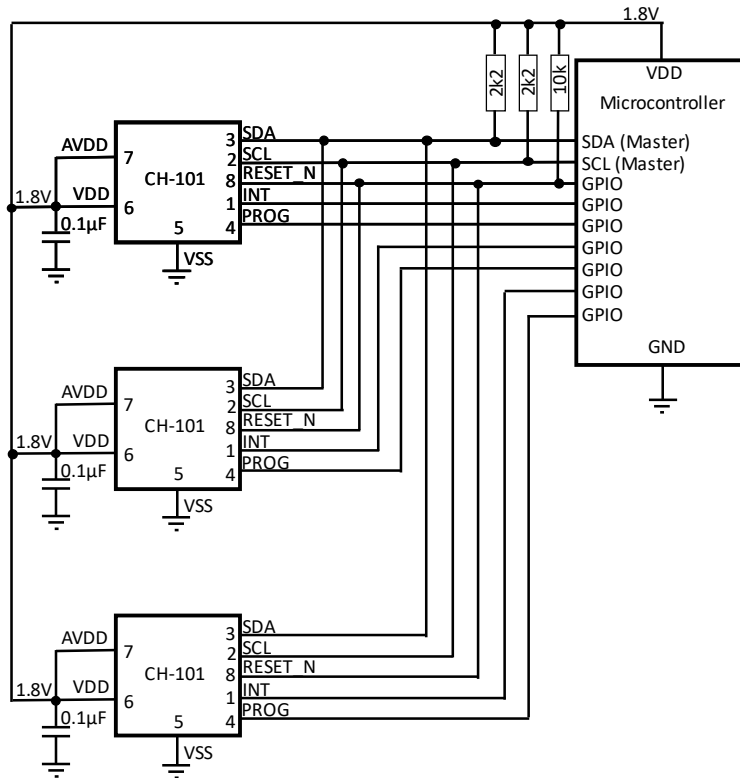 1.8V
VDD
Microcontroller
2k2
2k2
10k
SDA (Master)
SCL (Master)
GPIO
GPIO
GPIO
GPIO
GPIO
GPIO
GPIO
GND
AVDD
7
1.8V
VDD
6
0.1µF
CH-101
5
VSS
3
SDA
2
SCL
8
RESET_N
1
INT
4
PROG
AVDD
7
1.8V
VDD
6
0.1µF
CH-101
5
VSS
3
SDA
2
SCL
8
RESET_N
1
INT
4
PROG
AVDD
7
1.8V
VDD
6
0.1µF
CH-101
5
VSS
3
SDA
2
SCL
8
RESET_N
1
INT
4
PROG